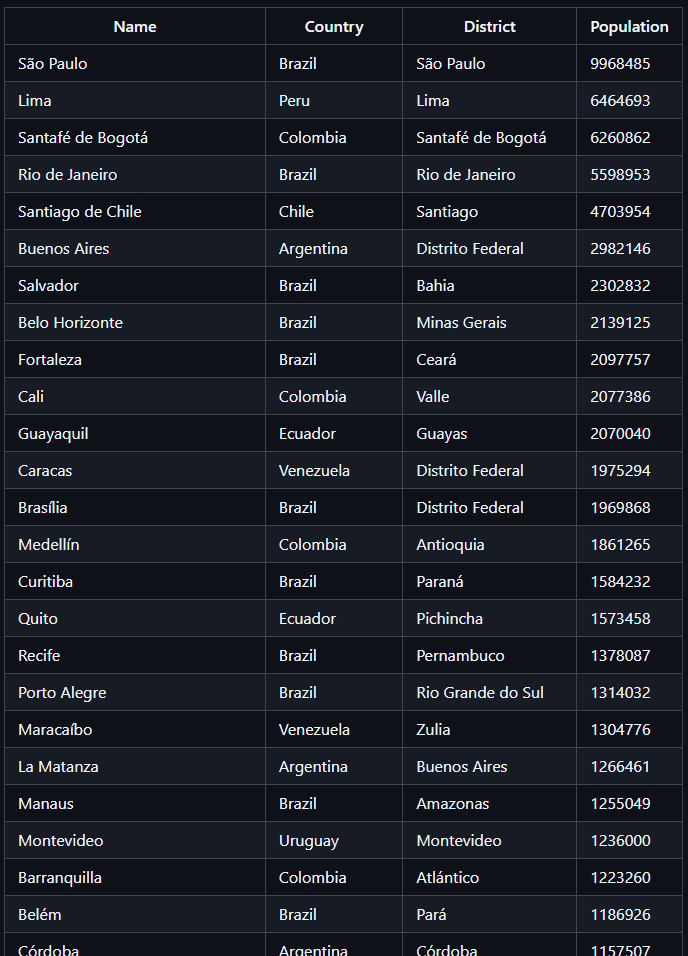 Name Country District Population
São Paulo Brazil São Paulo 9968485
Lima Peru Lima 6464693
Santafé de Bogotá Colombia Santafé de Bogotá 6260862
Rio de Janeiro Brazil Rio de Janeiro 5598953
Santiago de Chile Chile Santiago 4703954
Buenos Aires Argentina Distrito Federal 2982146
Salvador Brazil Bahia 2302832
Belo Horizonte Brazil Minas Gerais 2139125
Fortaleza Brazil Ceará 2097757
Cali Colombia Valle 2077386
Guayaquil Ecuador Guayas 2070040
Caracas Venezuela Distrito Federal 1975294
Brasília Brazil Distrito Federal 1969868
Medellín Colombia Antioquia 1861265
Curitiba Brazil Paraná 1584232
Quito Ecuador Pichincha 1573458
Recife Brazil Pernambuco 1378087
Porto Alegre Brazil Rio Grande do Sul 1314032
Maracaíbo Venezuela Zulia 1304776
La Matanza Argentina Buenos Aires 1266461
Manaus Brazil Amazonas 1255049
Montevideo Uruguay Montevideo 1236000
Barranquilla Colombia Atlántico 1223260
Belém Brazil Pará 1186926
Córdoba Argentina Córdoba 1157507